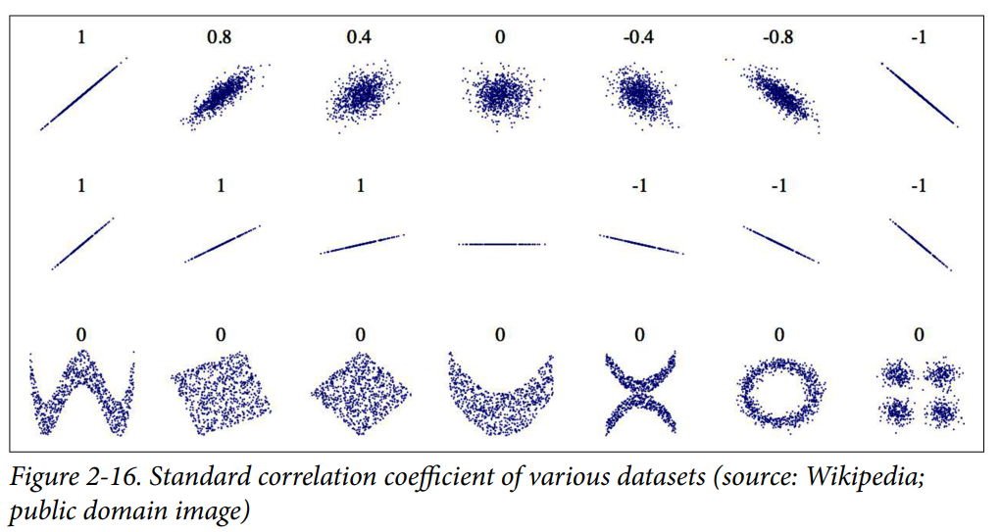 1 0.8 0.4 0 -0.4 -0.8 -1
1 1 1 -1 -1 -1
0 0 0 0 0 0 0
Figure 2-16. Standard correlation coefficient of various datasets (source: Wikipedia;
public domain image)